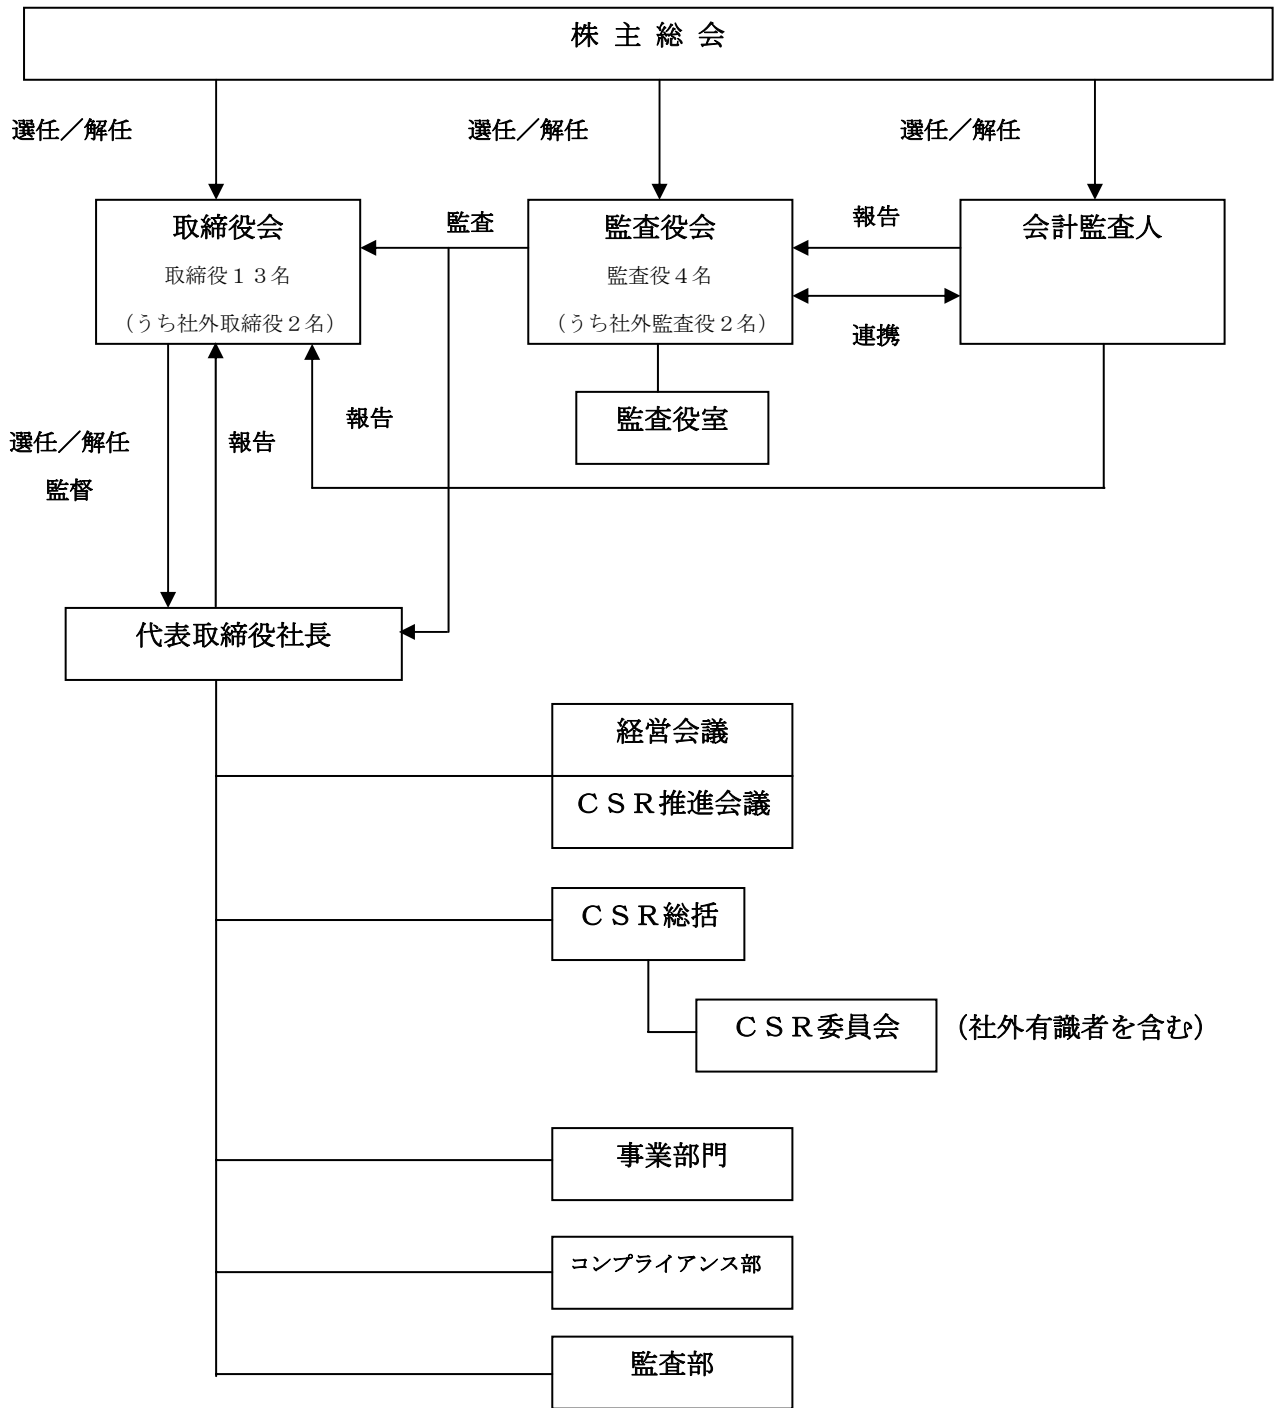 株 主 総 会
選任／解任
選任／解任
選任／解任
取締役会
取締役１３名
（うち社外取締役２名）
監査
監査役会
監査役４名
（うち社外監査役２名）
報告
連携
会計監査人
監査役室
選任／解任
監督
報告
報告
代表取締役社長
経営会議
ＣＳＲ推進会議
ＣＳＲ総括
ＣＳＲ委員会
（社外有識者を含む）
事業部門
コンプライアンス部
監査部